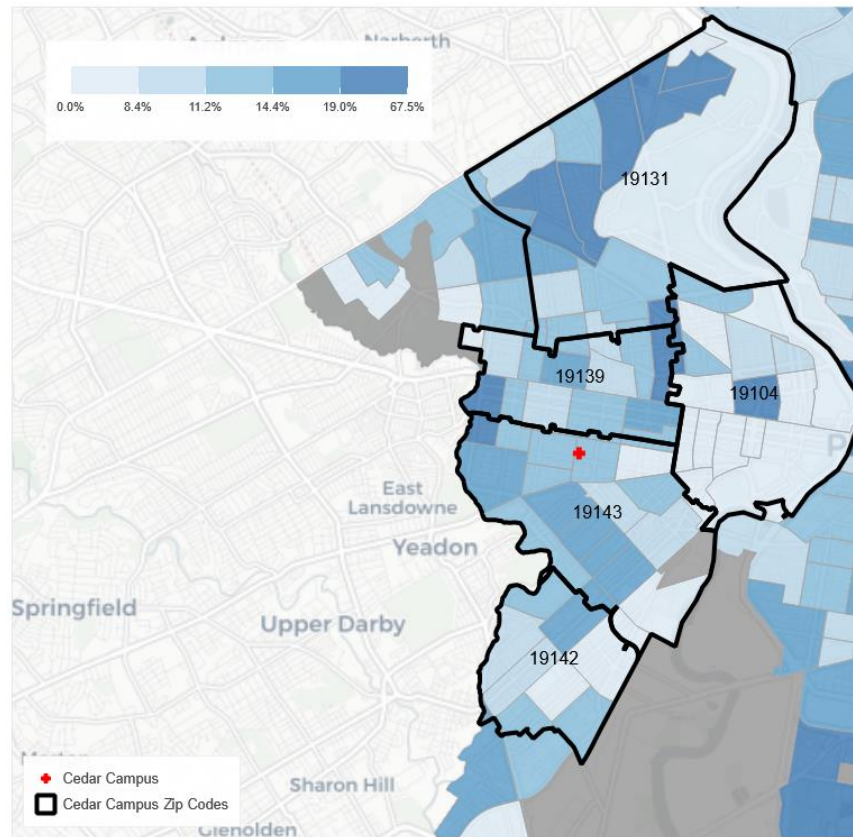 Narberth
0.0% 8.4% 11.2% 14.4% 19.0% 67.5%
19131
19139
19104
P
East
Lansdowne
19143
Yeadon
Springfield
Upper Darby
19142
Cedar Campus
Sharon Hill
Cedar Campus Zip Codes
Glenolden